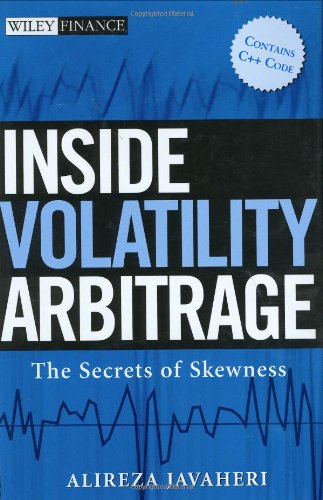 WILEY FINANCE
CONTAINS
C++ CODE
INSIDE
VOLATILITY
ARBITRAGE
The Secrets of Skewness
ALIREZA JAVAHERI